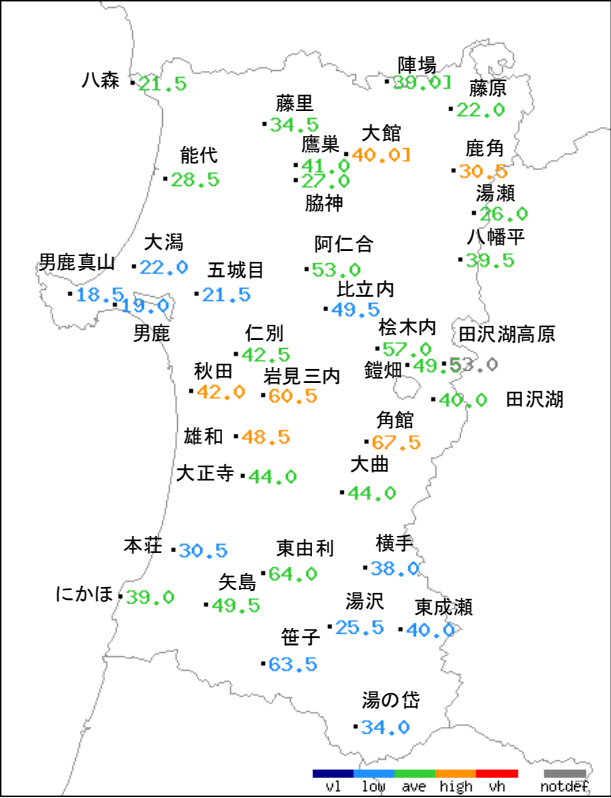 八森
21.5
陣場
39.0]
藤原
22.0
藤里
34.5
大館
40.0]
鷹巣
41.0
27.0
脇神
鹿角
30.5
能代
28.5
湯瀬
26.0
八幡平
39.5
大潟
22.0
男鹿真山
18.5
19.0
男鹿
五城目
21.5
阿仁合
53.0
比立内
49.5
桧木内
57.0
田沢湖高原
53.0
鎧畑
49.
仁別
42.5
秋田
42.0
岩見三内
60.5
40.0
田沢湖
角館
67.5
雄和
48.5
大正寺
44.0
大曲
44.0
本荘
30.5
東由利
64.0
横手
38.0
にかほ
39.0
矢島
49.5
湯沢
25.5
東成瀬
40.0
笹子
63.5
湯の岱
34.0
vl low ave high vh notdef